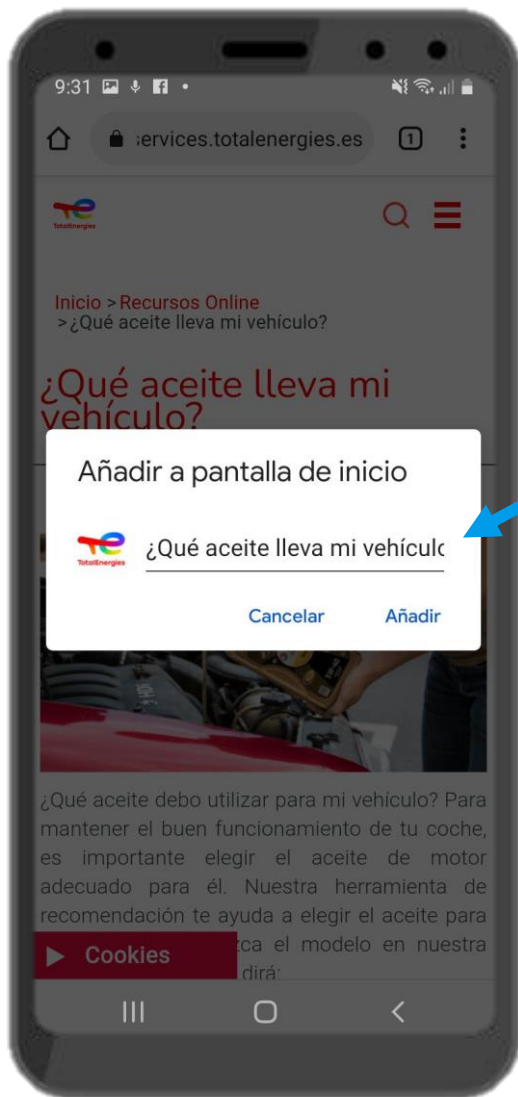 9:31
services.totalenergies.es
1
TotalEnergies
Inicio > Recursos Online
> ¿Qué aceite lleva mi vehículo?
¿Qué aceite lleva mi
vehículo?
Añadir a pantalla de inicio
TotalEnergies
¿Qué aceite lleva mi vehículo
Cancelar
Añadir
¿Qué aceite debo utilizar para mi vehículo? Para
mantener el buen funcionamiento de tu coche,
es importante elegir el aceite de motor
adecuado para él. Nuestra herramienta de
recomendación te ayuda a elegir el aceite para
zca el modelo en nuestra
Cookies
dirá: